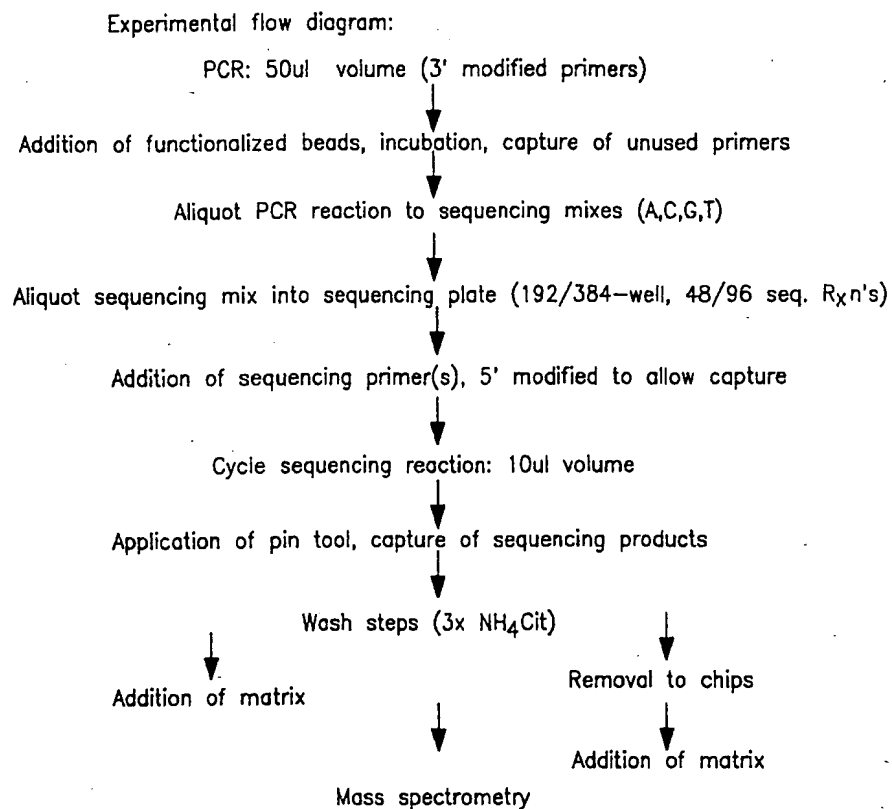 Experimental flow diagram:
PCR: 50ul volume (3' modified primers)
Addition of functionalized beads, incubation, capture of unused primers
Aliquot PCR reaction to sequencing mixes (A,C,G,T)
Aliquot sequencing mix into sequencing plate (192/384-well, 48/96 seq. RXn's)
Addition of sequencing primer(s), 5' modified to allow capture
Cycle sequencing reaction: 10ul volume
Application of pin tool, capture of sequencing products
Wash steps (3x NH4Cit)
Addition of matrix
Removal to chips
Addition of matrix
Mass spectrometry